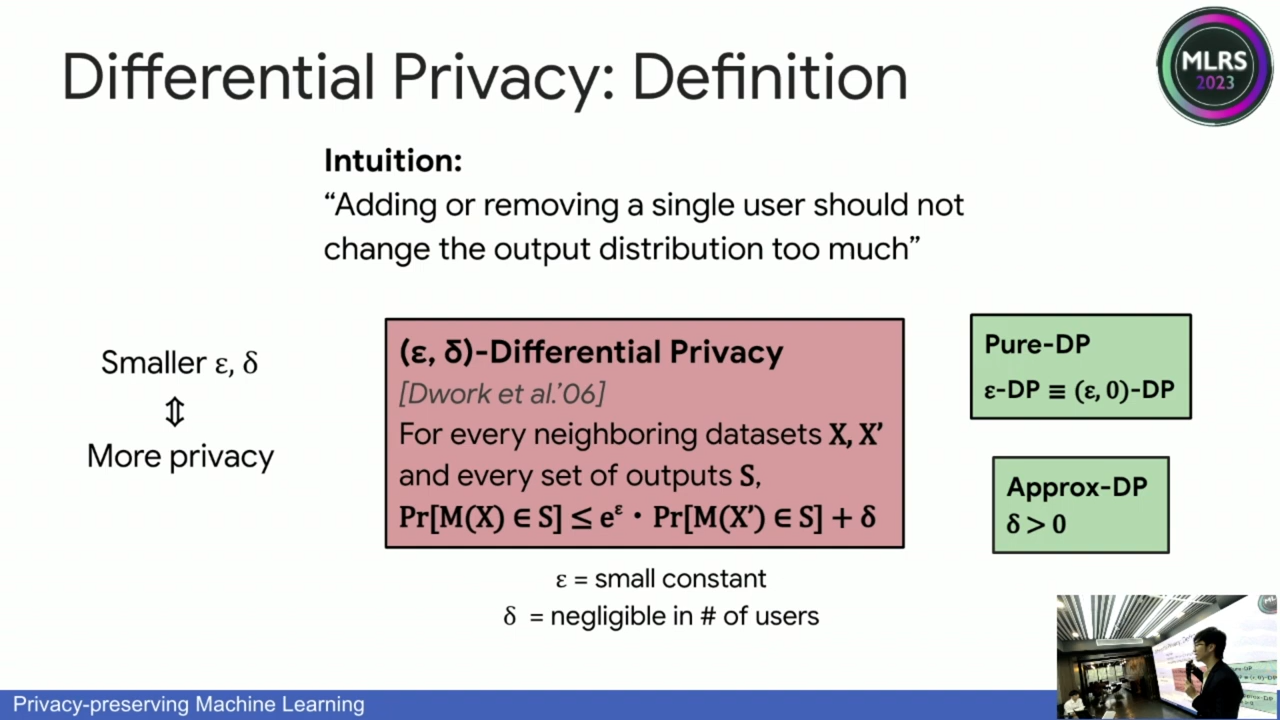 Differential Privacy: Definition
MLRS
2023
Intuition:
“Adding or removing a single user should not
change the output distribution too much”
Smaller ε, δ
⇕
More privacy
(ε, δ)-Differential Privacy
[Dwork et al.’06]
For every neighboring datasets X, X’
and every set of outputs S,
Pr[M(X) ∈ S] ≤ e^ε · Pr[M(X’) ∈ S] + δ
ε = small constant
δ = negligible in # of users
Pure-DP
ε-DP ≡ (ε, 0)-DP
Approx-DP
δ > 0
Privacy-preserving Machine Learning